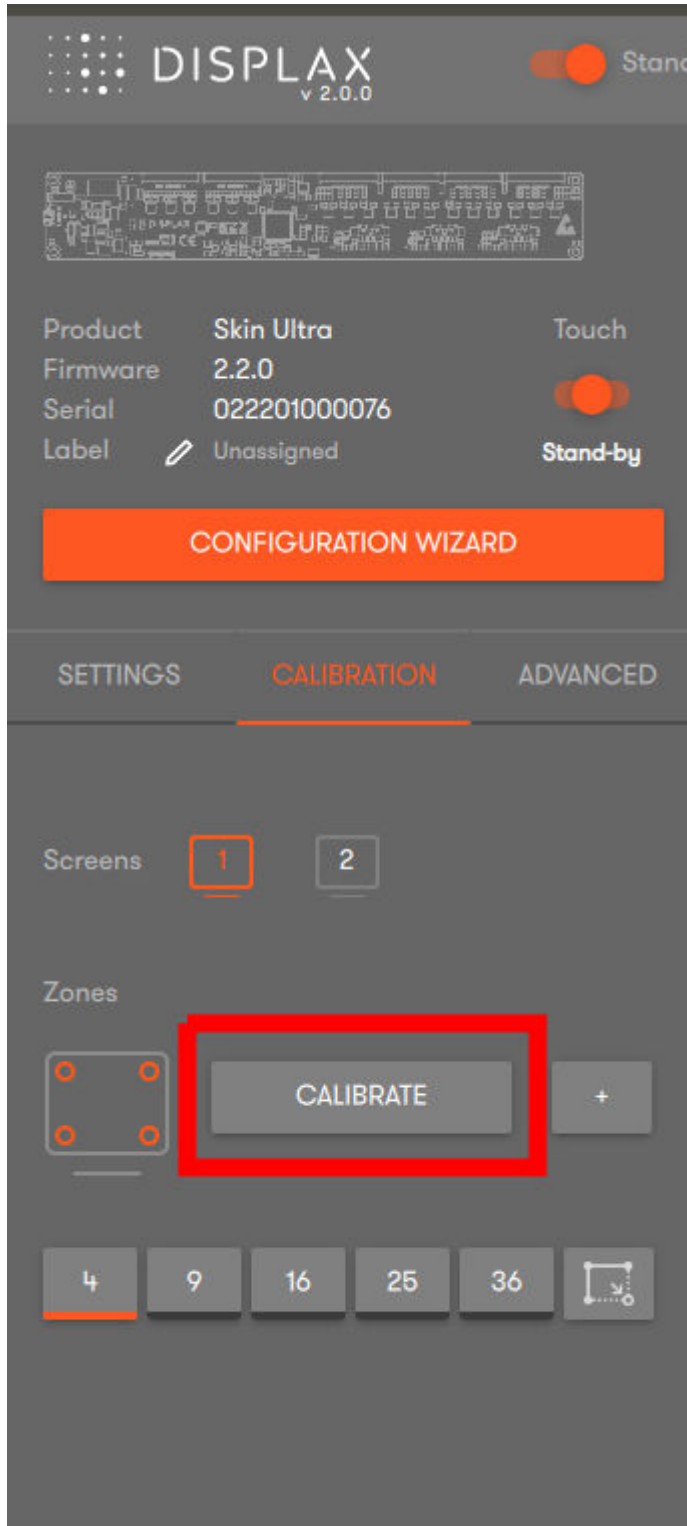 DISPLAX
v 2.0.0
Stand
Product Skin Ultra Touch
Firmware 2.2.0
Serial 022201000076
Label Unassigned Stand-by
CONFIGURATION WIZARD
SETTINGS CALIBRATION ADVANCED
Screens 1 2
Zones
CALIBRATE +
4 9 16 25 36